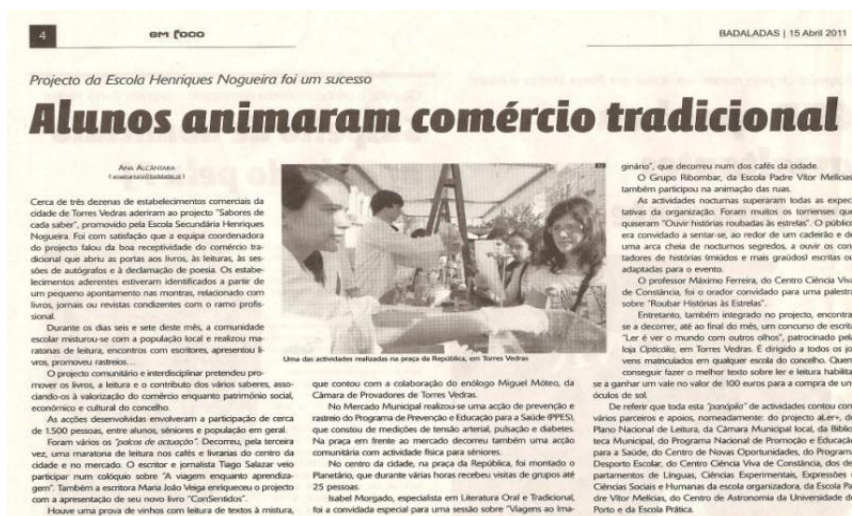 4
em foco
BADALADAS | 15 Abril 2011
Projecto da Escola Henriques Nogueira foi um sucesso
Alunos animaram comércio tradicional
ANA ALCÂNTARA
Cerca de três dezenas de estabelecimentos comerciais da
cidade de Torres Vedras aderiram ao projecto "Sabores de
cada saber", promovido pela Escola Secundária Henriques
Nogueira. Foi com satisfação que a equipa coordenadora
do projecto falou da boa receptividade do comércio tra-
dicional que abriu as portas aos livros, às leituras, às ses-
sões de autógrafos e à declamação de poesia. Os estabe-
lecimentos aderentes estiveram identificados a partir de
um pequeno apontamento nas montras, relacionado com
livros, jornais ou revistas condizentes com o ramo profis-
sional.
Durante os dias seis e sete deste mês, a comunidade
escolar misturou-se com a população local e realizou ma-
ratonas de leitura, encontros com escritores, apresentou li-
vros, promoveu rastreios...
O projecto comunitário e interdisciplinar pretendeu pro-
mover os livros, a leitura e o contributo dos vários saberes, asso-
ciando-os à valorização do comércio enquanto património social,
económico e cultural do concelho.
As acções desenvolvidas envolveram a participação de cerca
de 1.500 pessoas, entre alunos, séniores e população em geral.
Foram vários os "palcos de actuação". Decorreu, pela terceira
vez, uma maratona de leitura nos cafés e livrarias do centro da
cidade e no mercado. O escritor e jornalista Tiago Salazar veio
participar num colóquio sobre "A viagem enquanto aprendiza-
gem". Também a escritora Maria João Veiga enriqueceu o projecto
com a apresentação de seu novo livro "ConSentidos".
Houve uma prova de vinhos com leitura de textos à mistura,
Uma das actividades realizadas na praça da República, em Torres Vedras
que contou com a colaboração do enólogo Miguel Móteo, da
Câmara de Provadores de Torres Vedras.
No Mercado Municipal realizou-se uma acção de prevenção e
rastreio do Programa de Prevenção e Educação para a Saúde (PPES),
que constou de medições de tensão arterial, pulsação e diabetes.
Na praça em frente ao mercado decorreu também uma acção
comunitária com actividade física para séniores.
No centro da cidade, na praça da República, foi montado o
Planetário, que durante várias horas recebeu visitas de grupos até
25 pessoas.
Isabel Morgado, especialista em Literatura Oral e Tradicional,
foi a convidada especial para uma sessão sobre "Viagens ao Ima-
ginário", que decorreu num dos cafés da cidade.
O Grupo Ribombar, da Escola Padre Vítor Melícias,
também participou na animação das ruas.
As actividades nocturnas superaram todas as expec-
tativas da organização. Foram muitos os torrienses que
quiseram "Ouvir histórias roubadas às estrelas". O público
era convidado a sentar-se, ao redor de um cadeirão e de
uma arca cheia de nocturnos segredos, a ouvir os con-
tadores de histórias (miúdos e mais graúdos) escritas ou
adaptadas para o evento.
O professor Máximo Ferreira, do Centro Ciência Viva
de Constância, foi o orador convidado para uma palestra
sobre "Roubar Histórias às Estrelas".
Entretanto, também integrado no projecto, encontra-
se a decorrer, até ao final do mês, um concurso de escrita
"Ler é ver o mundo com outros olhos", patrocinado pela
loja Opticália, em Torres Vedras. É dirigido a todos os jo-
vens matriculados em qualquer escola do concelho. Quem
conseguir fazer o melhor texto sobre ler e leitura habilita-
se a ganhar um vale no valor de 100 euros para a compra de uns
óculos de sol.
De referir que toda esta "panóplia" de actividades contou com
vários parceiros e apoios, nomeadamente: do projecto aLer+, do
Plano Nacional de Leitura, da Câmara Municipal local, da Biblio-
teca Municipal, do Programa Nacional de Promoção e Educação
para a Saúde, do Centro de Novas Oportunidades, do Programa
Desporto Escolar, do Centro Ciência Viva de Constância, dos de-
partamentos de Línguas, Ciências Experimentais, Expressões e
Ciências Sociais e Humanas da escola organizadora, da Escola Pa-
dre Vítor Melícias, do Centro de Astronomia da Universidade do
Porto e da Escola Prática.